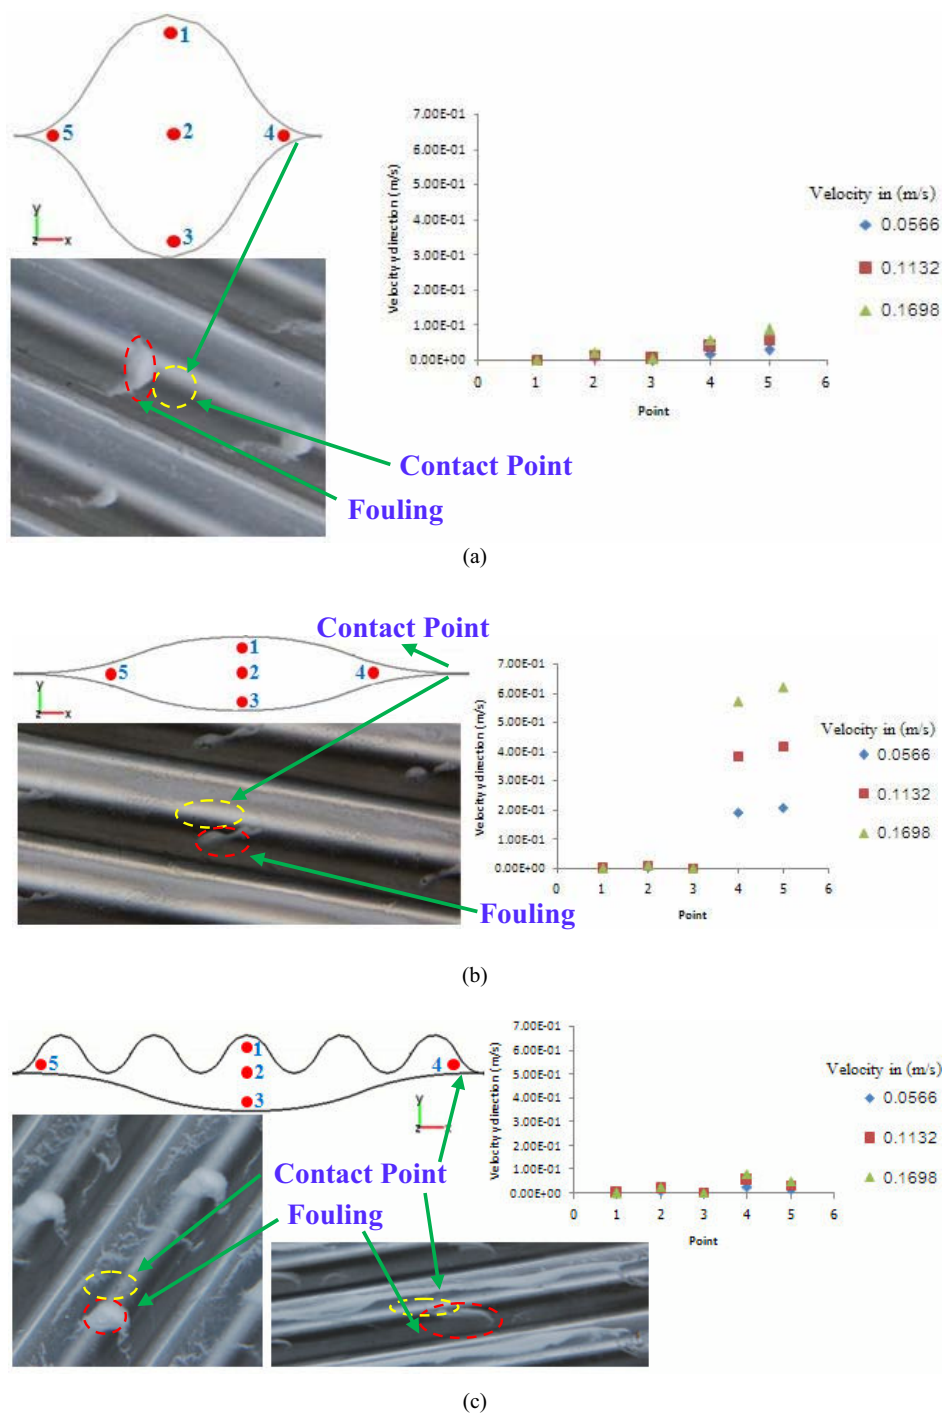 1
5
2
4
3
y
z
x
7.00E-01
6.00E-01
5.00E-01
4.00E-01
3.00E-01
2.00E-01
1.00E-01
0.00E+00
0
1
2
3
4
5
6
Velocity y direction (m/s)
Point
Velocity in (m/s)
0.0566
0.1132
0.1698
Contact Point
Fouling
(a)
Contact Point
1
5
2
4
3
y
z
x
7.00E-01
6.00E-01
5.00E-01
4.00E-01
3.00E-01
2.00E-01
1.00E-01
0.00E+00
0
1
2
3
4
5
6
Velocity y direction (m/s)
Point
Velocity in (m/s)
0.0566
0.1132
0.1698
Fouling
(b)
1
5
2
4
3
y
z
x
7.00E-01
6.00E-01
5.00E-01
4.00E-01
3.00E-01
2.00E-01
1.00E-01
0.00E+00
0
1
2
3
4
5
6
Velocity y direction (m/s)
Point
Velocity in (m/s)
0.0566
0.1132
0.1698
Contact Point
Fouling
(c)